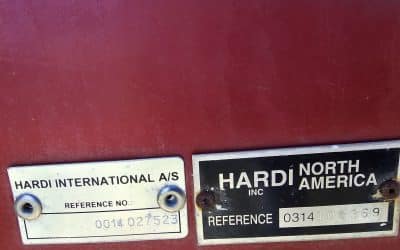 HARDI INTERNATIONAL A/S
REFERENCE NO.:
0014 027523
HARDI INC NORTH AMERICA
REFERENCE 0314